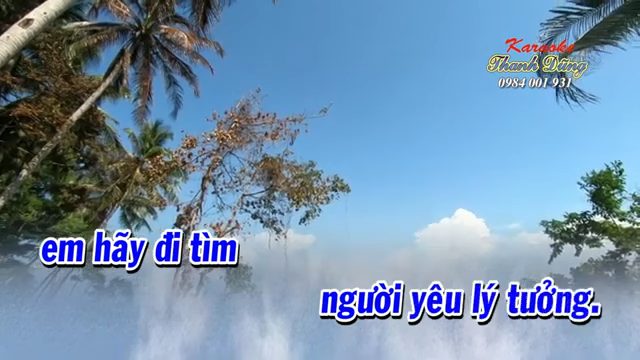 Karaoke
Thanh Dũng
0984 001 931
em hãy đi tìm
người yêu lý tưởng.